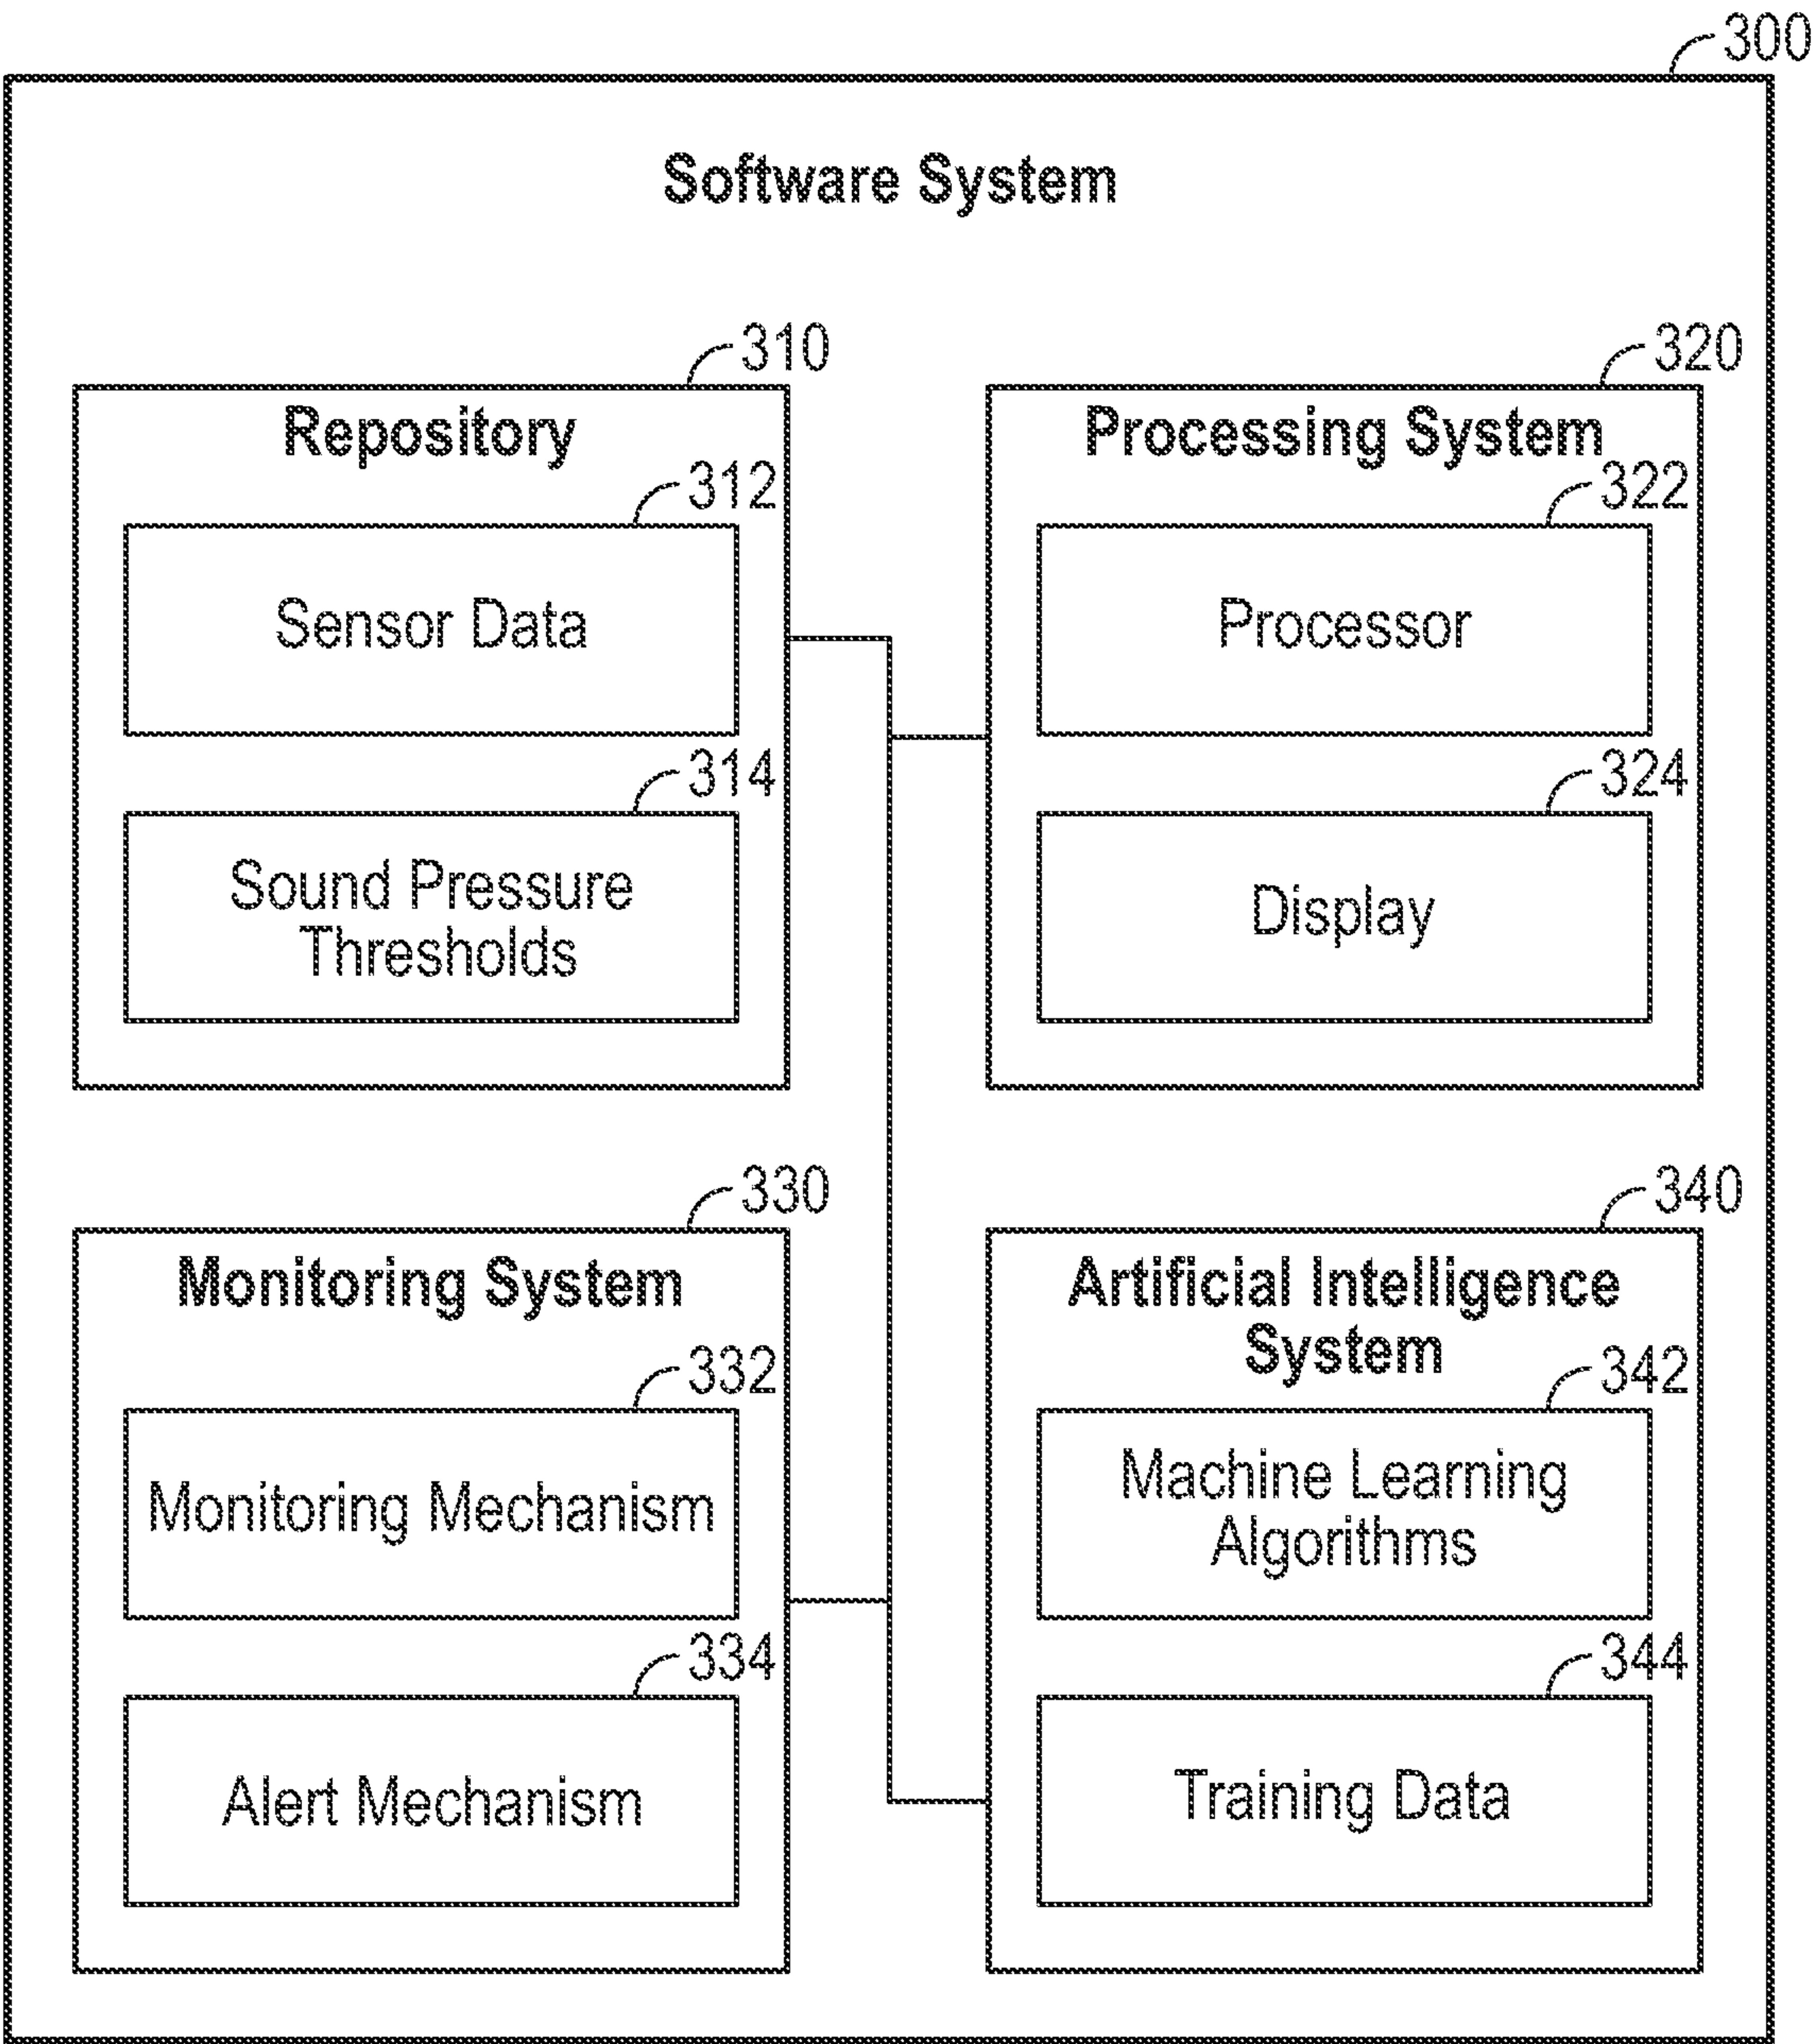 300
Software System
310
Repository
312
Sensor Data
314
Sound Pressure
Thresholds
320
Processing System
322
Processor
324
Display
330
Monitoring System
332
Monitoring Mechanism
334
Alert Mechanism
340
Artificial Intelligence
System
342
Machine Learning
Algorithms
344
Training Data